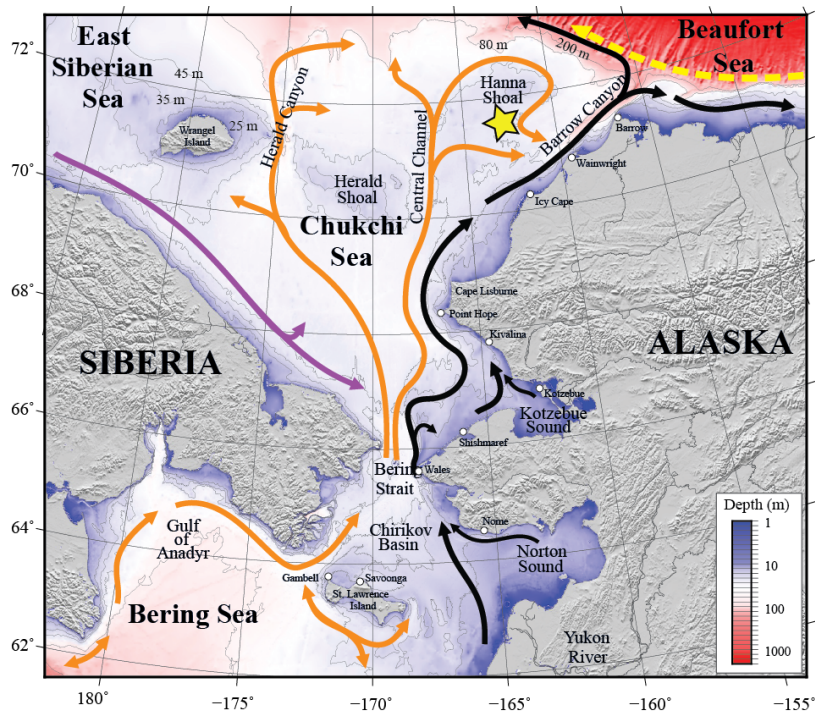 72°
70°
68°
66°
64°
62°
East
Siberian
Sea
45 m
35 m
25 m
Wrangel
Island
Herald Canyon
Herald
Shoal
Chukchi
Sea
Central Channel
80 m
Hanna
Shoal
200 m
Beaufort
Sea
Barrow Canyon
Barrow
Wainwright
Icy Cape
Cape Lisburne
Point Hope
Kivalina
ALASKA
SIBERIA
Kotzebue
Kotzebue
Sound
Shishmaref
Berin
Strait
Wales
Gulf
of
Anadyr
Chirikov
Basin
Nome
Norton
Sound
Gambell
Savoonga
St. Lawrence
Island
Bering Sea
Yukon
River
Depth (m)
1
10
100
1000
180°
−175°
−170°
−165°
−160°
−155°